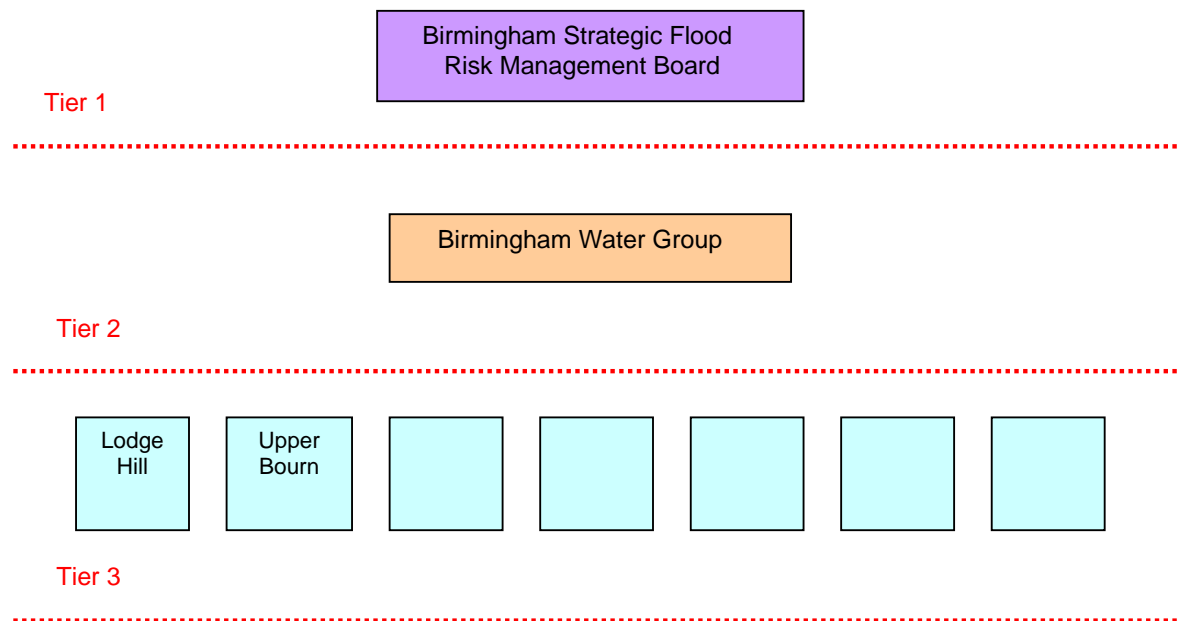 Birmingham Strategic Flood
Risk Management Board
Tier 1
Birmingham Water Group
Tier 2
Lodge
Hill
Upper
Bourn
Tier 3